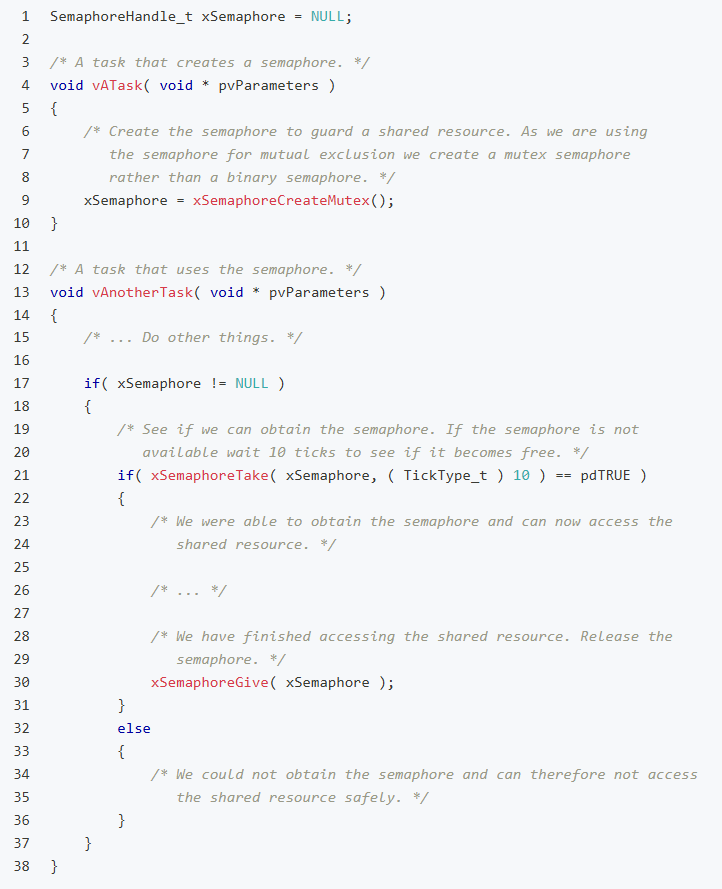 1 SemaphoreHandle_t xSemaphore = NULL;
2
3 /* A task that creates a semaphore. */
4 void vATask( void * pvParameters )
5 {
6     /* Create the semaphore to guard a shared resource. As we are using
7        the semaphore for mutual exclusion we create a mutex semaphore
8        rather than a binary semaphore. */
9     xSemaphore = xSemaphoreCreateMutex();
10 }
11
12 /* A task that uses the semaphore. */
13 void vAnotherTask( void * pvParameters )
14 {
15     /* ... Do other things. */
16
17     if( xSemaphore != NULL )
18     {
19         /* See if we can obtain the semaphore. If the semaphore is not
20            available wait 10 ticks to see if it becomes free. */
21         if( xSemaphoreTake( xSemaphore, ( TickType_t ) 10 ) == pdTRUE )
22         {
23             /* We were able to obtain the semaphore and can now access the
24                shared resource. */
25
26             /* ... */
27
28             /* We have finished accessing the shared resource. Release the
29                semaphore. */
30             xSemaphoreGive( xSemaphore );
31         }
32         else
33         {
34             /* We could not obtain the semaphore and can therefore not access
35                the shared resource safely. */
36         }
37     }
38 }